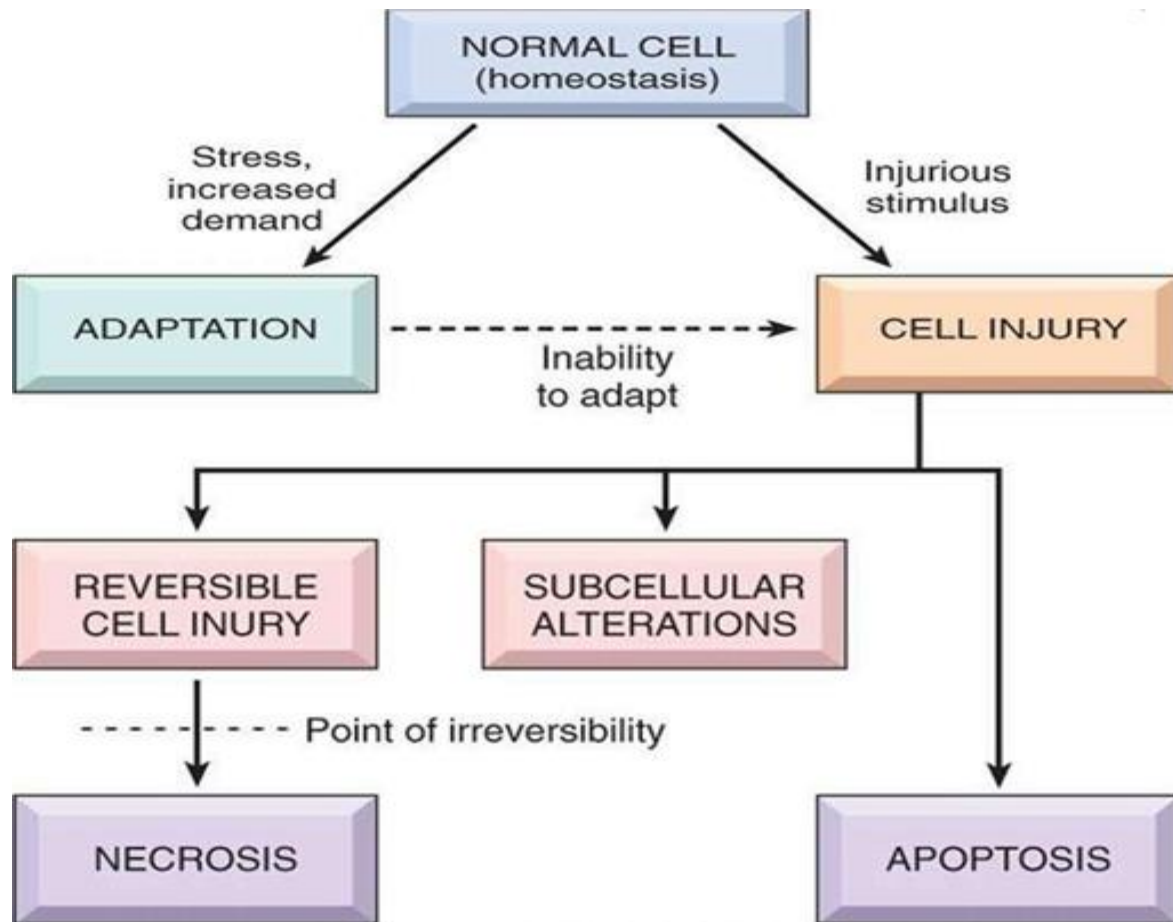 NORMAL CELL
(homeostasis)
Stress,
increased
demand
Injurious
stimulus
ADAPTATION
Inability
to adapt
CELL INJURY
REVERSIBLE
CELL INURY
SUBCELLULAR
ALTERATIONS
Point of irreversibility
NECROSIS
APOPTOSIS